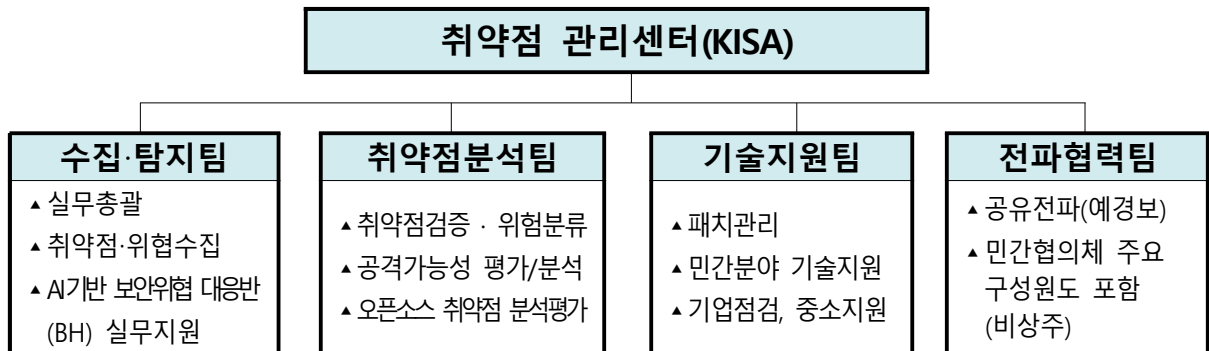 취약점 관리센터(KISA)
수집·탐지팀
▲ 실무총괄
▲ 취약점·위협수집
▲ AI기반 보안위협 대응반
(BH) 실무지원
취약점분석팀
▲ 취약점검증 · 위험분류
▲ 공격가능성 평가/분석
▲ 오픈소스 취약점 분석평가
기술지원팀
▲ 패치관리
▲ 민간분야 기술지원
▲ 기업점검, 중소지원
전파협력팀
▲ 공유전파(예경보)
▲ 민간협의체 주요
구성원도 포함
(비상주)